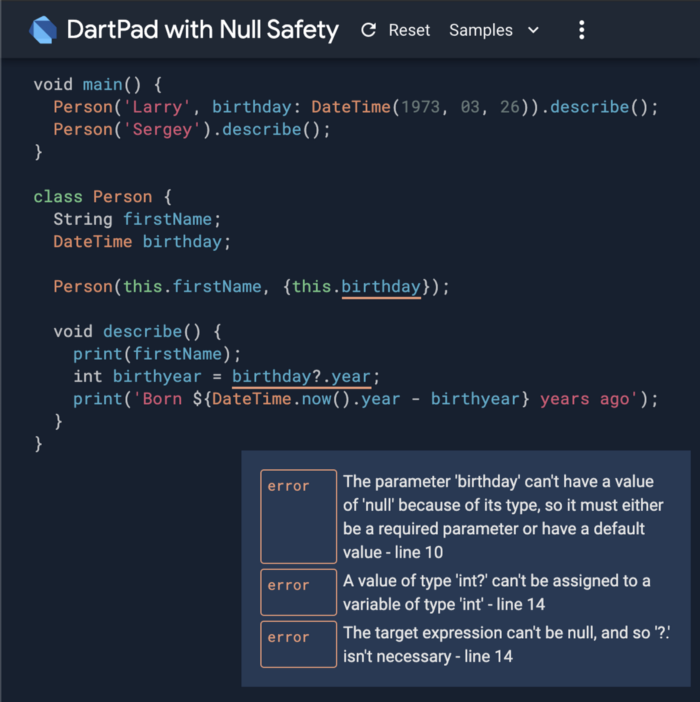 DartPad with Null Safety Reset Samples
void main() {
  Person('Larry', birthday: DateTime(1973, 03, 26)).describe();
  Person('Sergey').describe();
}
class Person {
  String firstName;
  DateTime birthday;
  Person(this.firstName, {this.birthday});
  void describe() {
    print(firstName);
    int birthyear = birthday?.year;
    print('Born ${DateTime.now().year - birthyear} years ago');
  }
}
error The parameter 'birthday' can't have a value
of 'null' because of its type, so it must either
be a required parameter or have a default
value - line 10
error A value of type 'int?' can't be assigned to a
variable of type 'int' - line 14
error The target expression can't be null, and so '?.'
isn't necessary - line 14